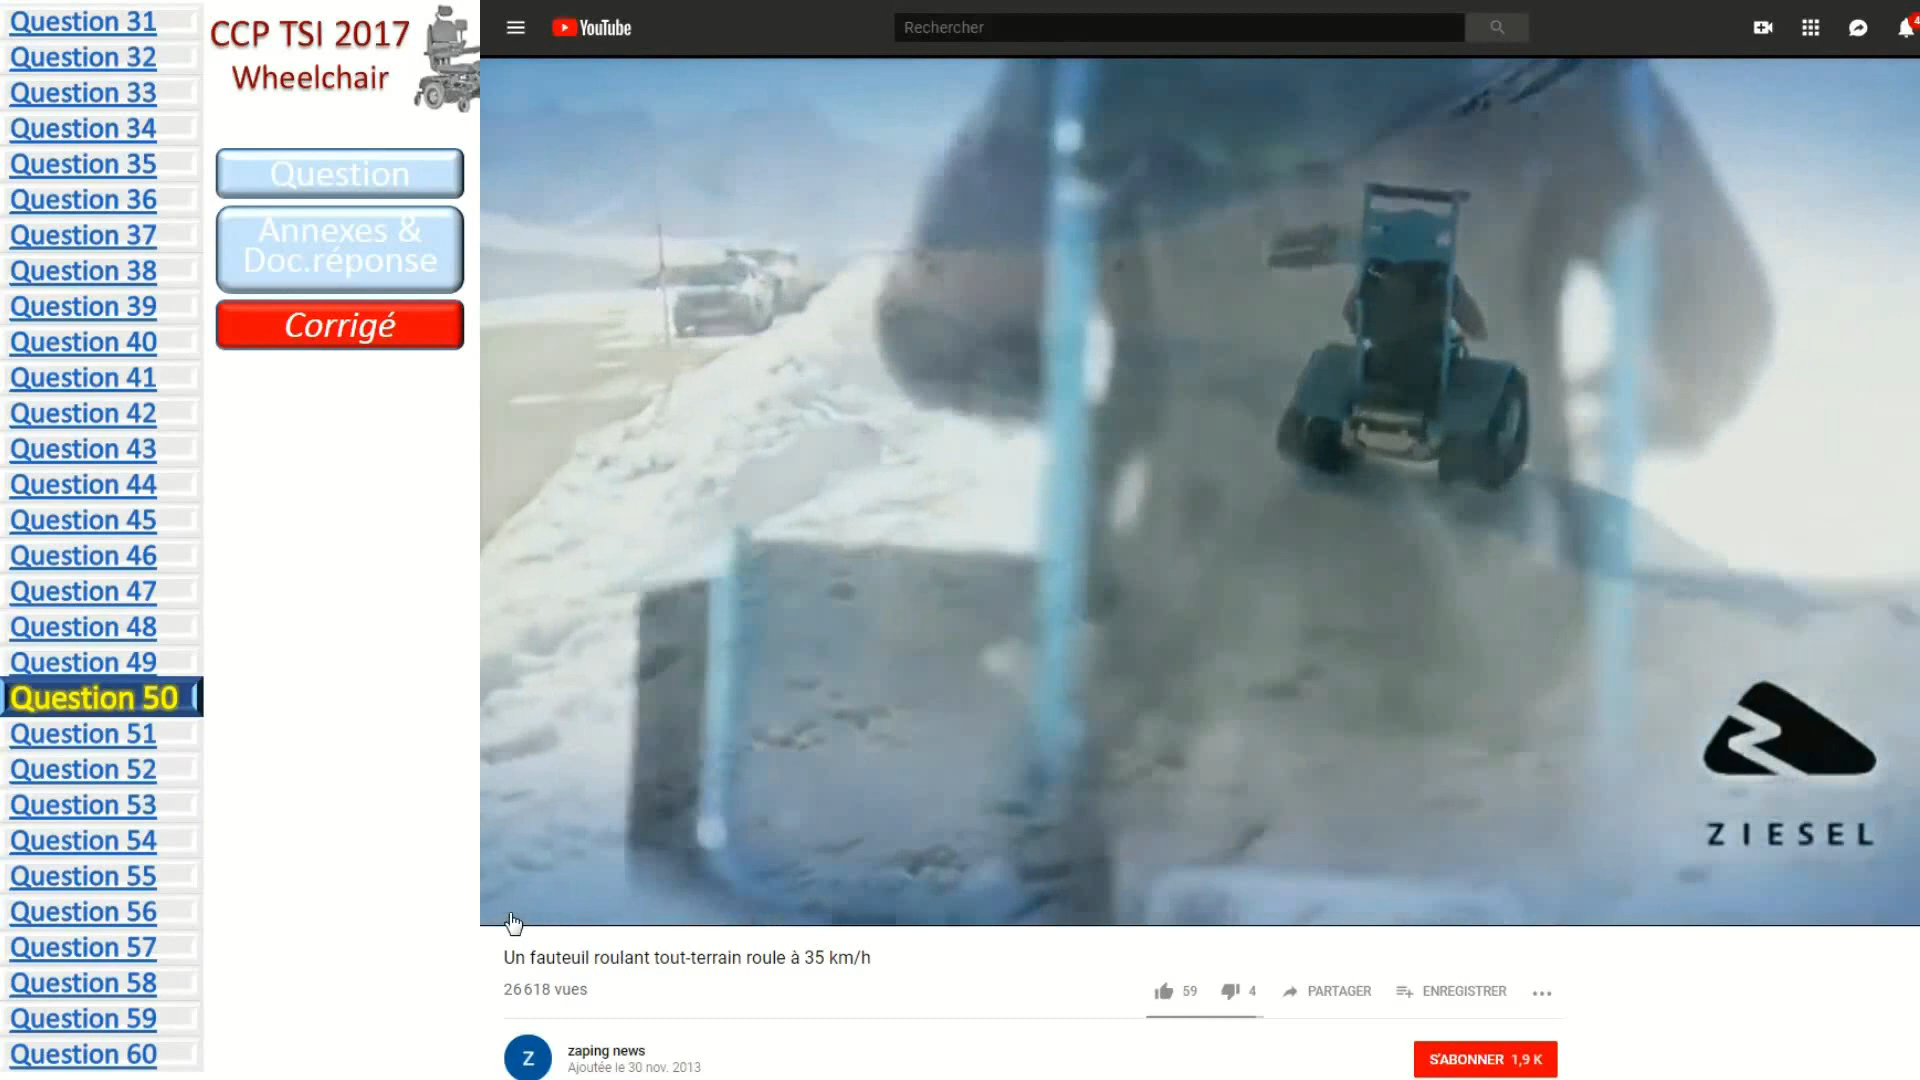 Question 31
Question 32
Question 33
Question 34
Question 35
Question 36
Question 37
Question 38
Question 39
Question 40
Question 41
Question 42
Question 43
Question 44
Question 45
Question 46
Question 47
Question 48
Question 49
Question 50
Question 51
Question 52
Question 53
Question 54
Question 55
Question 56
Question 57
Question 58
Question 59
Question 60
CCP TSI 2017
Wheelchair
Question
Annexes &
Doc.réponse
Corrigé
YouTube
Rechercher
4
ZIESEL
Un fauteuil roulant tout-terrain roule à 35 km/h
26 618 vues
59
4
PARTAGER
ENREGISTRER
Z
zaping news
Ajoutée le 30 nov. 2013
S'ABONNER 1,9 K